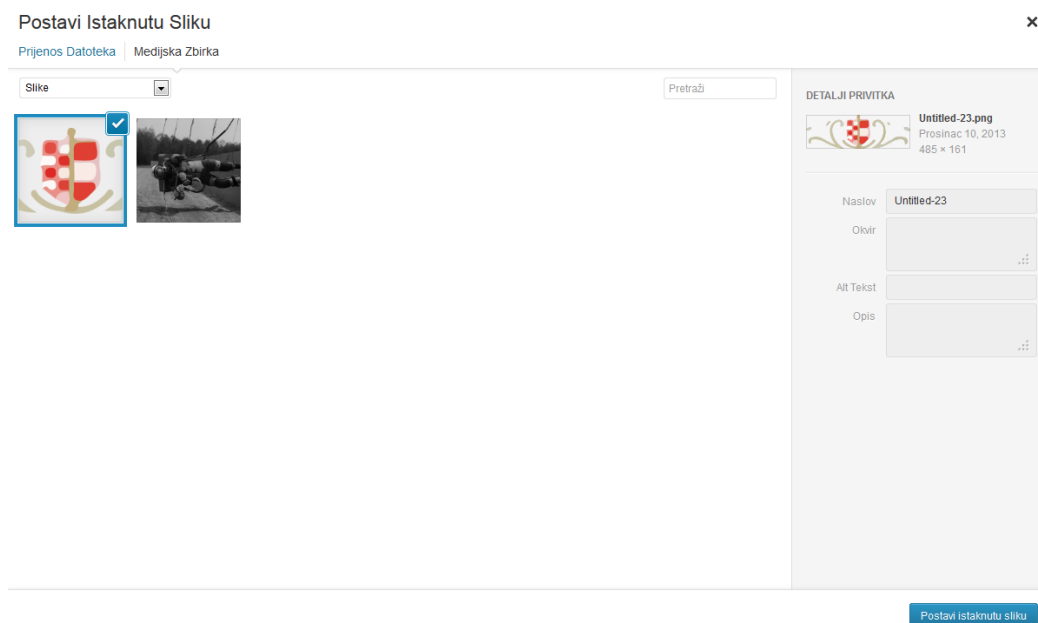 Postavi Istaknutu Sliku
Prijenos Datoteka Medijska Zbirka
Slike
Pretraži
DETALJI PRIVITKA
Untitled-23.png
Prosinac 10, 2013
485 × 161
Naslov Untitled-23
Okvir
Alt Tekst
Opis
Postavi istaknutu sliku